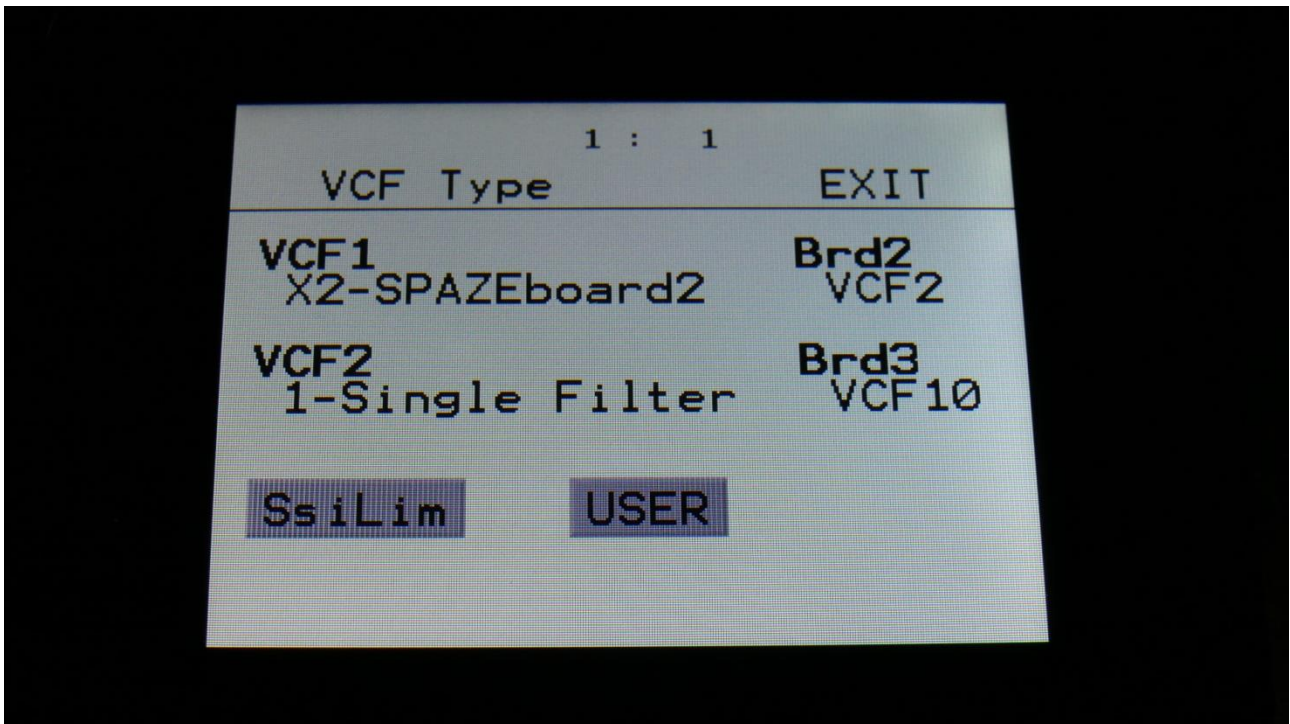 1 : 1
VCF Type EXIT
VCF1 Brd2
X2-SPAZEboard2 VCF2
VCF2 Brd3
1-Single Filter VCF10
SsiLim USER